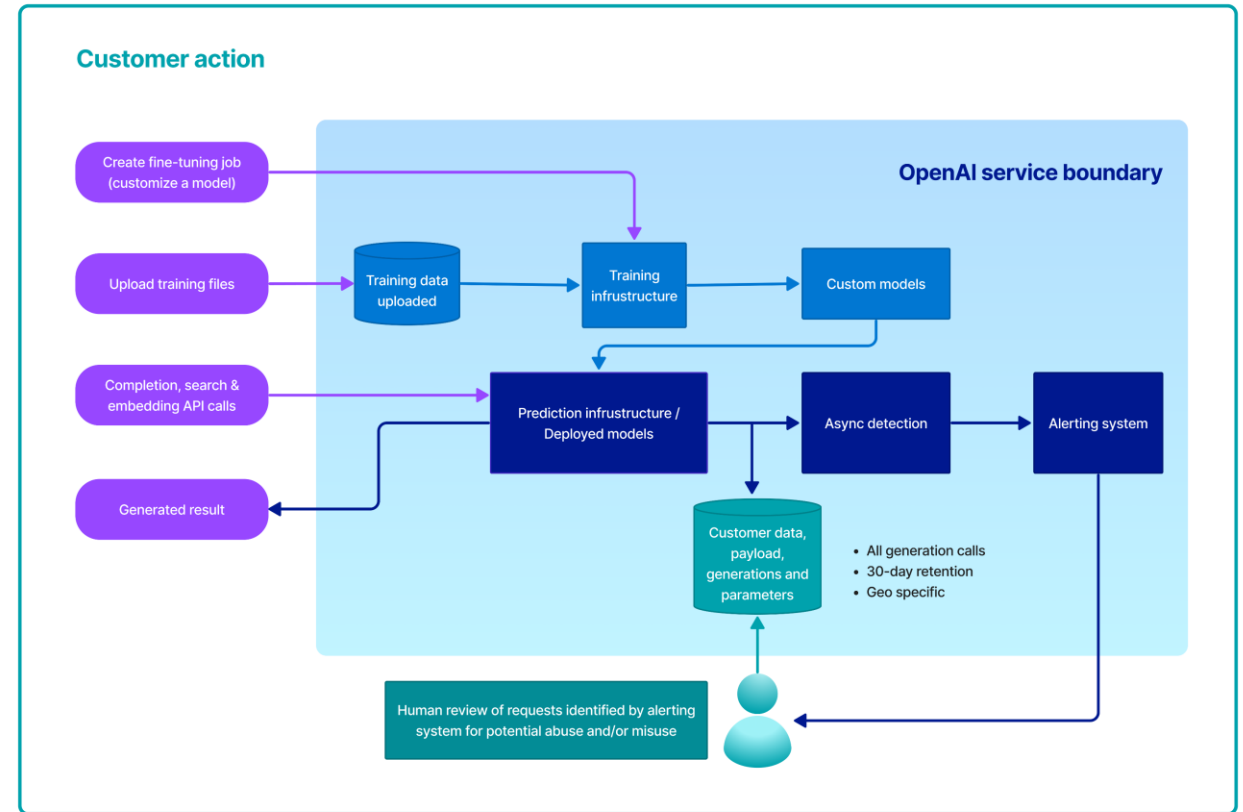 Customer action
OpenAI service boundary
Create fine-tuning job
(customize a model)
Upload training files
Training data
uploaded
Training
infrustructure
Custom models
Completion, search &
embedding API calls
Prediction infrustructure /
Deployed models
Async detection
Alerting system
Generated result
Customer data,
payload,
generations and
parameters
• All generation calls
• 30-day retention
• Geo specific
Human review of requests identified by alerting
system for potential abuse and/or misuse